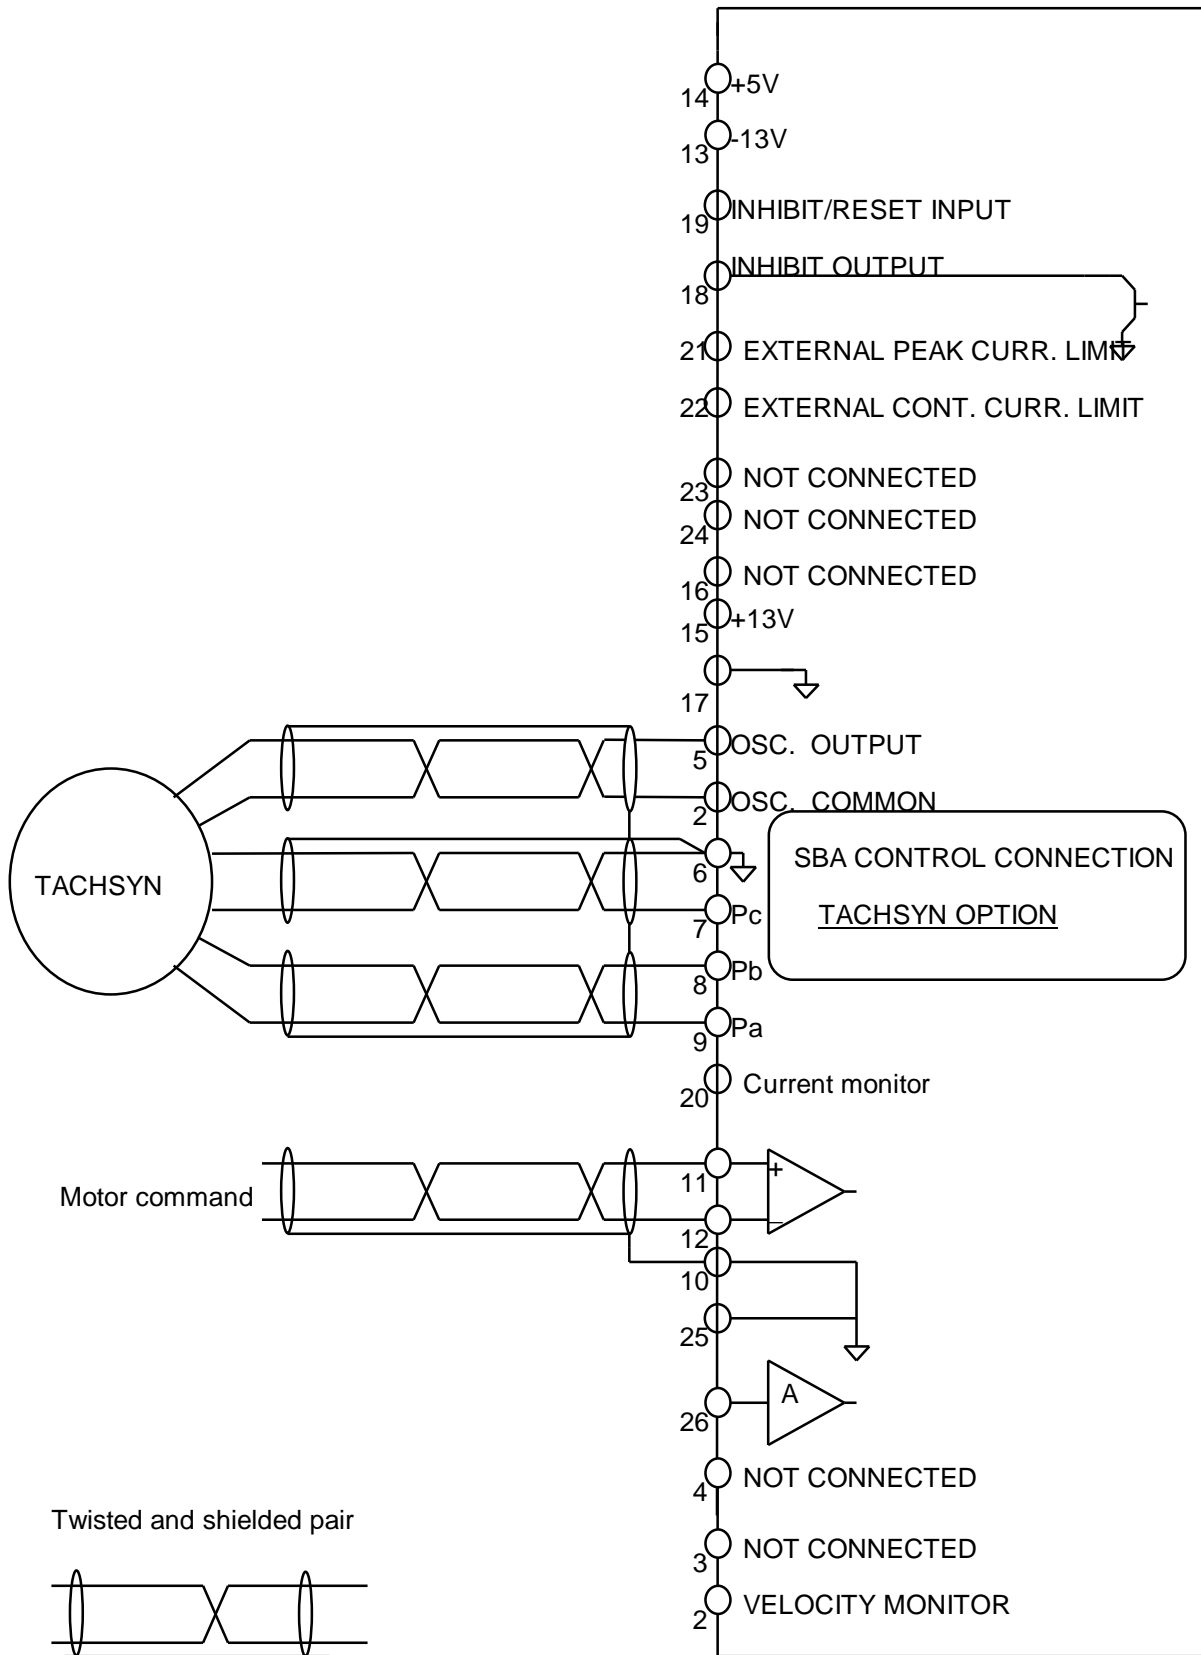 +5V
14
-13V
13
INHIBIT/RESET INPUT
19
INHIBIT OUTPUT
18
21 EXTERNAL PEAK CURR. LIMIT
22 EXTERNAL CONT. CURR. LIMIT
NOT CONNECTED
23
NOT CONNECTED
24
NOT CONNECTED
16
+13V
15
17
OSC. OUTPUT
5
OSC. COMMON
2
SBA CONTROL CONNECTION
6
TACHSYN
TACHSYN OPTION
Pc
7
Pb
8
Pa
9
Current monitor
20
+
11
Motor command
_
12
10
25
A
26
NOT CONNECTED
4
Twisted and shielded pair
NOT CONNECTED
3
VELOCITY MONITOR
2